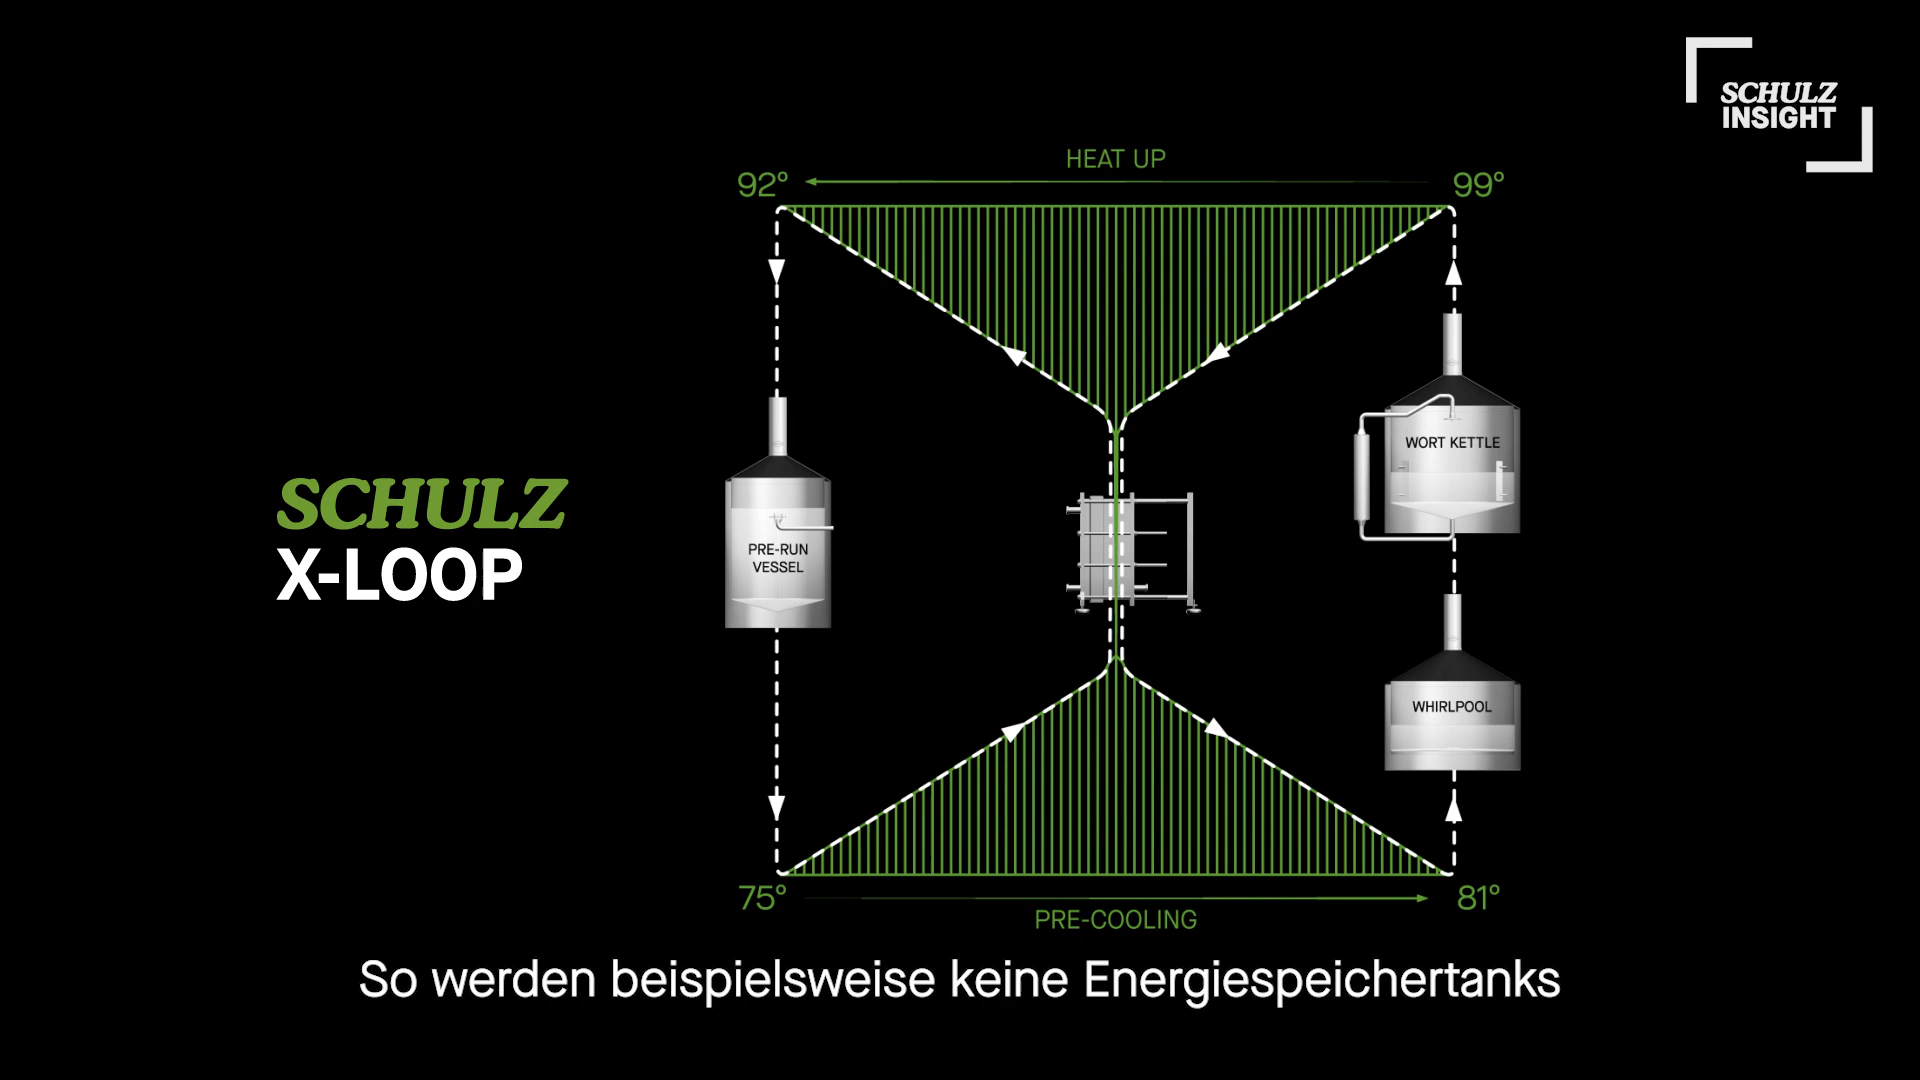 SCHULZ
INSIGHT
HEAT UP
92°
99°
WORT KETTLE
SCHULZ
X-LOOP
PRE-RUN
VESSEL
WHIRLPOOL
75°
81°
PRE-COOLING
So werden beispielsweise keine Energiespeichertanks